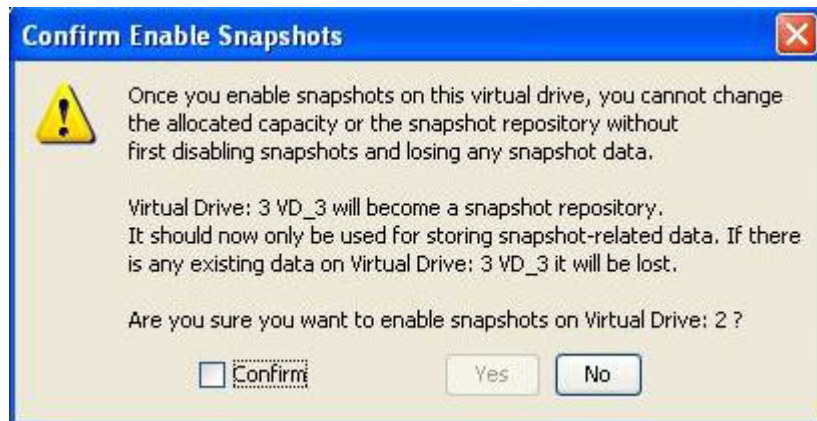 Confirm Enable Snapshots
Once you enable snapshots on this virtual drive, you cannot change
the allocated capacity or the snapshot repository without
first disabling snapshots and losing any snapshot data.
Virtual Drive: 3 VD_3 will become a snapshot repository.
It should now only be used for storing snapshot-related data. If there
is any existing data on Virtual Drive: 3 VD_3 it will be lost.
Are you sure you want to enable snapshots on Virtual Drive: 2 ?
Confirm Yes No